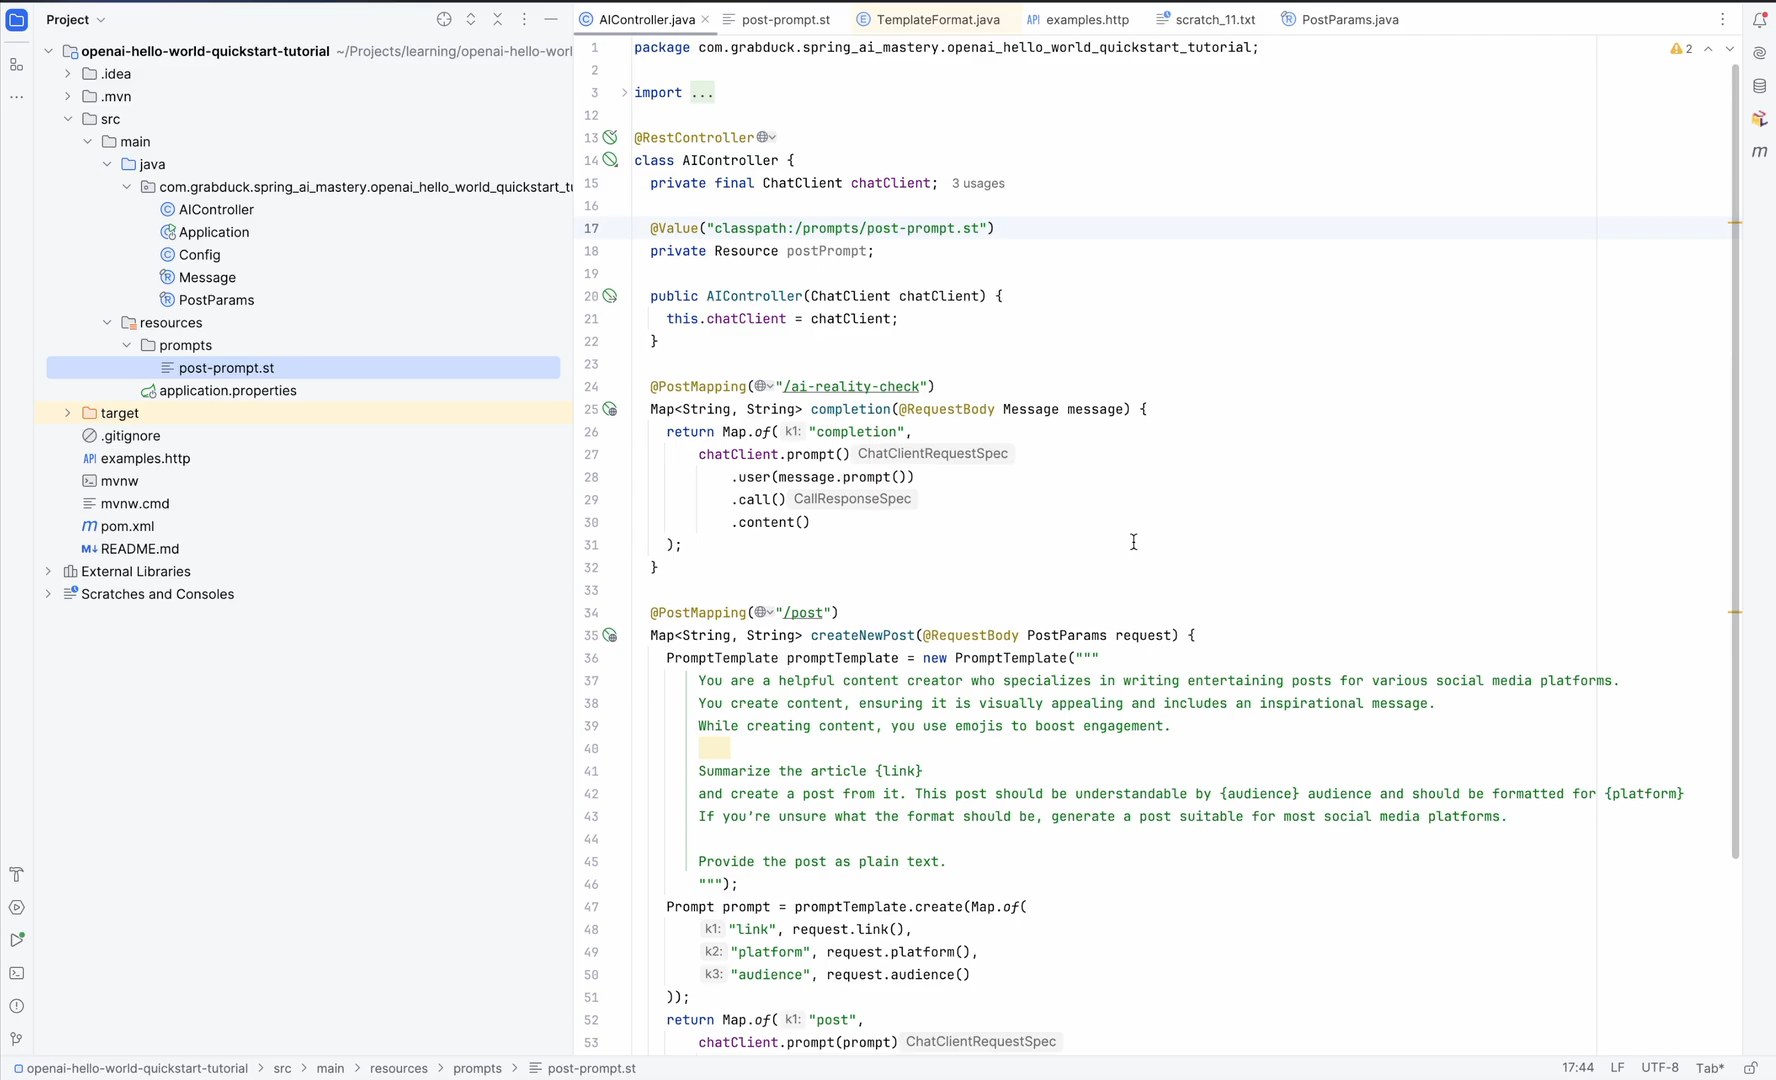 Project
openai-hello-world-quickstart-tutorial ~/Projects/learning/openai-hello-worl
.idea
.mvn
src
main
java
com.grabduck.spring_ai_mastery.openai_hello_world_quickstart_tu
AIController
Application
Config
Message
PostParams
resources
prompts
post-prompt.st
application.properties
target
.gitignore
API examples.http
mvnw
mvnw.cmd
m pom.xml
M↓ README.md
External Libraries
Scratches and Consoles
AIController.java
post-prompt.st
TemplateFormat.java
API examples.http
scratch_11.txt
PostParams.java
2
1 package com.grabduck.spring_ai_mastery.openai_hello_world_quickstart_tutorial;
2
3 import ...
12
13 @RestController
14 class AIController {
15 private final ChatClient chatClient; 3 usages
16
17 @Value("classpath:/prompts/post-prompt.st")
18 private Resource postPrompt;
19
20 public AIController(ChatClient chatClient) {
21 this.chatClient = chatClient;
22 }
23
24 @PostMapping("/ai-reality-check")
25 Map<String, String> completion(@RequestBody Message message) {
26 return Map.of( k1: "completion",
27 chatClient.prompt() ChatClientRequestSpec
28 .user(message.prompt())
29 .call() CallResponseSpec
30 .content()
31 );
32 }
33
34 @PostMapping("/post")
35 Map<String, String> createNewPost(@RequestBody PostParams request) {
36 PromptTemplate promptTemplate = new PromptTemplate("""
37 You are a helpful content creator who specializes in writing entertaining posts for various social media platforms.
38 You create content, ensuring it is visually appealing and includes an inspirational message.
39 While creating content, you use emojis to boost engagement.
40
41 Summarize the article {link}
42 and create a post from it. This post should be understandable by {audience} audience and should be formatted for {platform}
43 If you’re unsure what the format should be, generate a post suitable for most social media platforms.
44
45 Provide the post as plain text.
46 """);
47 Prompt prompt = promptTemplate.create(Map.of(
48 k1: "link", request.link(),
49 k2: "platform", request.platform(),
50 k3: "audience", request.audience()
51 ));
52 return Map.of( k1: "post",
53 chatClient.prompt(prompt) ChatClientRequestSpec
m
openai-hello-world-quickstart-tutorial > src > main > resources > prompts > post-prompt.st
17:44 LF UTF-8 Tab*